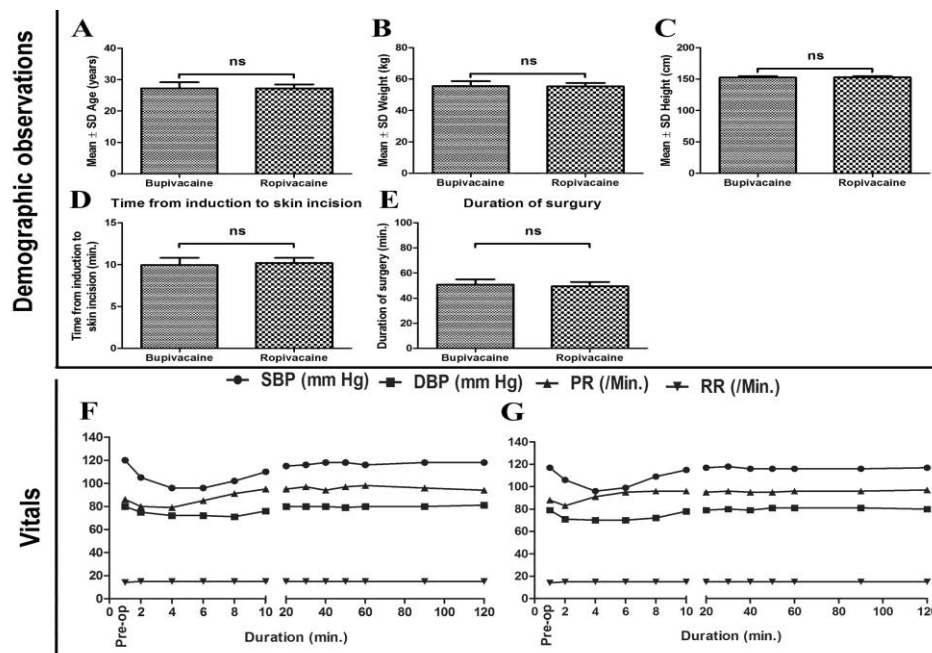 Demographic observations
A
Mean ± SD Age (years)
40
30
20
10
0
ns
Bupivacaine
Ropivacaine
B
Mean ± SD Weight (kg)
80
60
40
20
0
ns
Bupivacaine
Ropivacaine
C
Mean ± SD Height (cm)
200
150
100
50
0
ns
Bupivacaine
Ropivacaine
D
Time from induction to skin incision
Time from induction to
skin incision (min.)
15
10
5
0
ns
Bupivacaine
Ropivacaine
E
Duration of surgury
Duration of surgery (min.)
100
80
60
40
20
0
ns
Bupivacaine
Ropivacaine
SBP (mm Hg) DBP (mm Hg) PR (/Min.) RR (/Min.)
Vitals
F
140
120
100
80
60
40
20
0
Pre-op 2 4 6 8 10 20 40 60 80 100 120
Duration (min.)
G
140
120
100
80
60
40
20
0
Pre-op 2 4 6 8 10 20 40 60 80 100 120
Duration (min.)